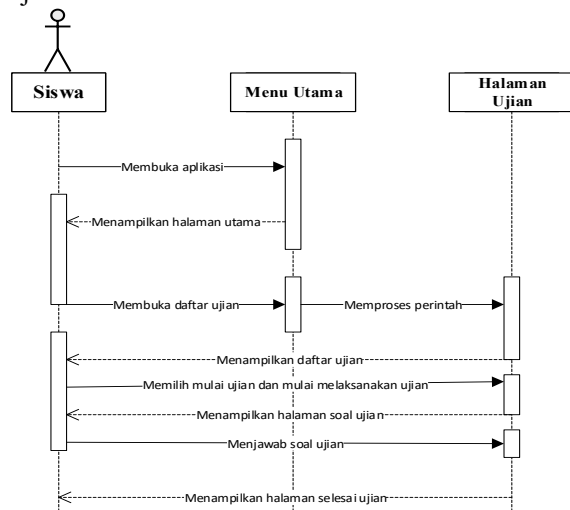 Siswa
Menu Utama
Halaman
Ujian
Membuka aplikasi
Menampilkan halaman utama
Membuka daftar ujian
Memproses perintah
Menampilkan daftar ujian
Memilih mulai ujian dan mulai melaksanakan ujian
Menampilkan halaman soal ujian
Menjawab soal ujian
Menampilkan halaman selesai ujian